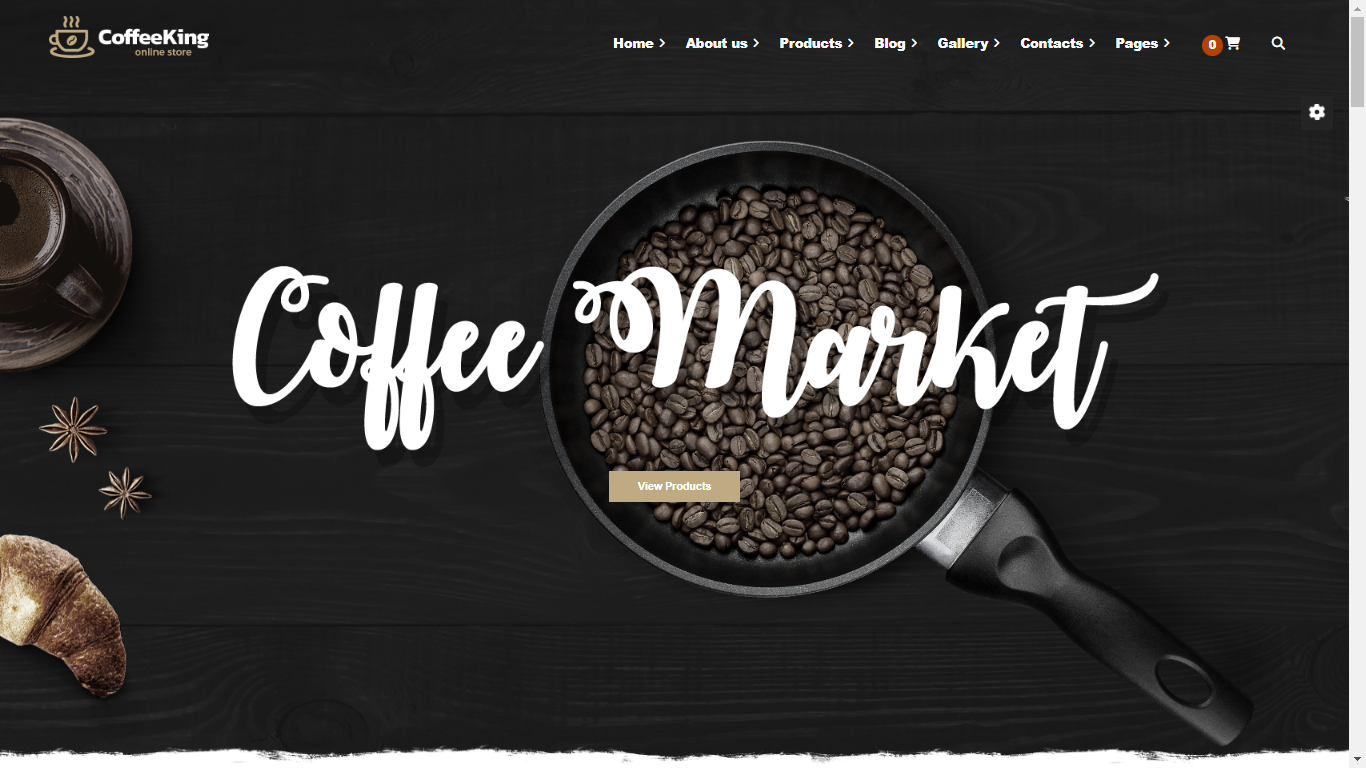 CoffeeKing
online store
Home About us Products Blog Gallery Contacts Pages 0
Coffee Market
View Products